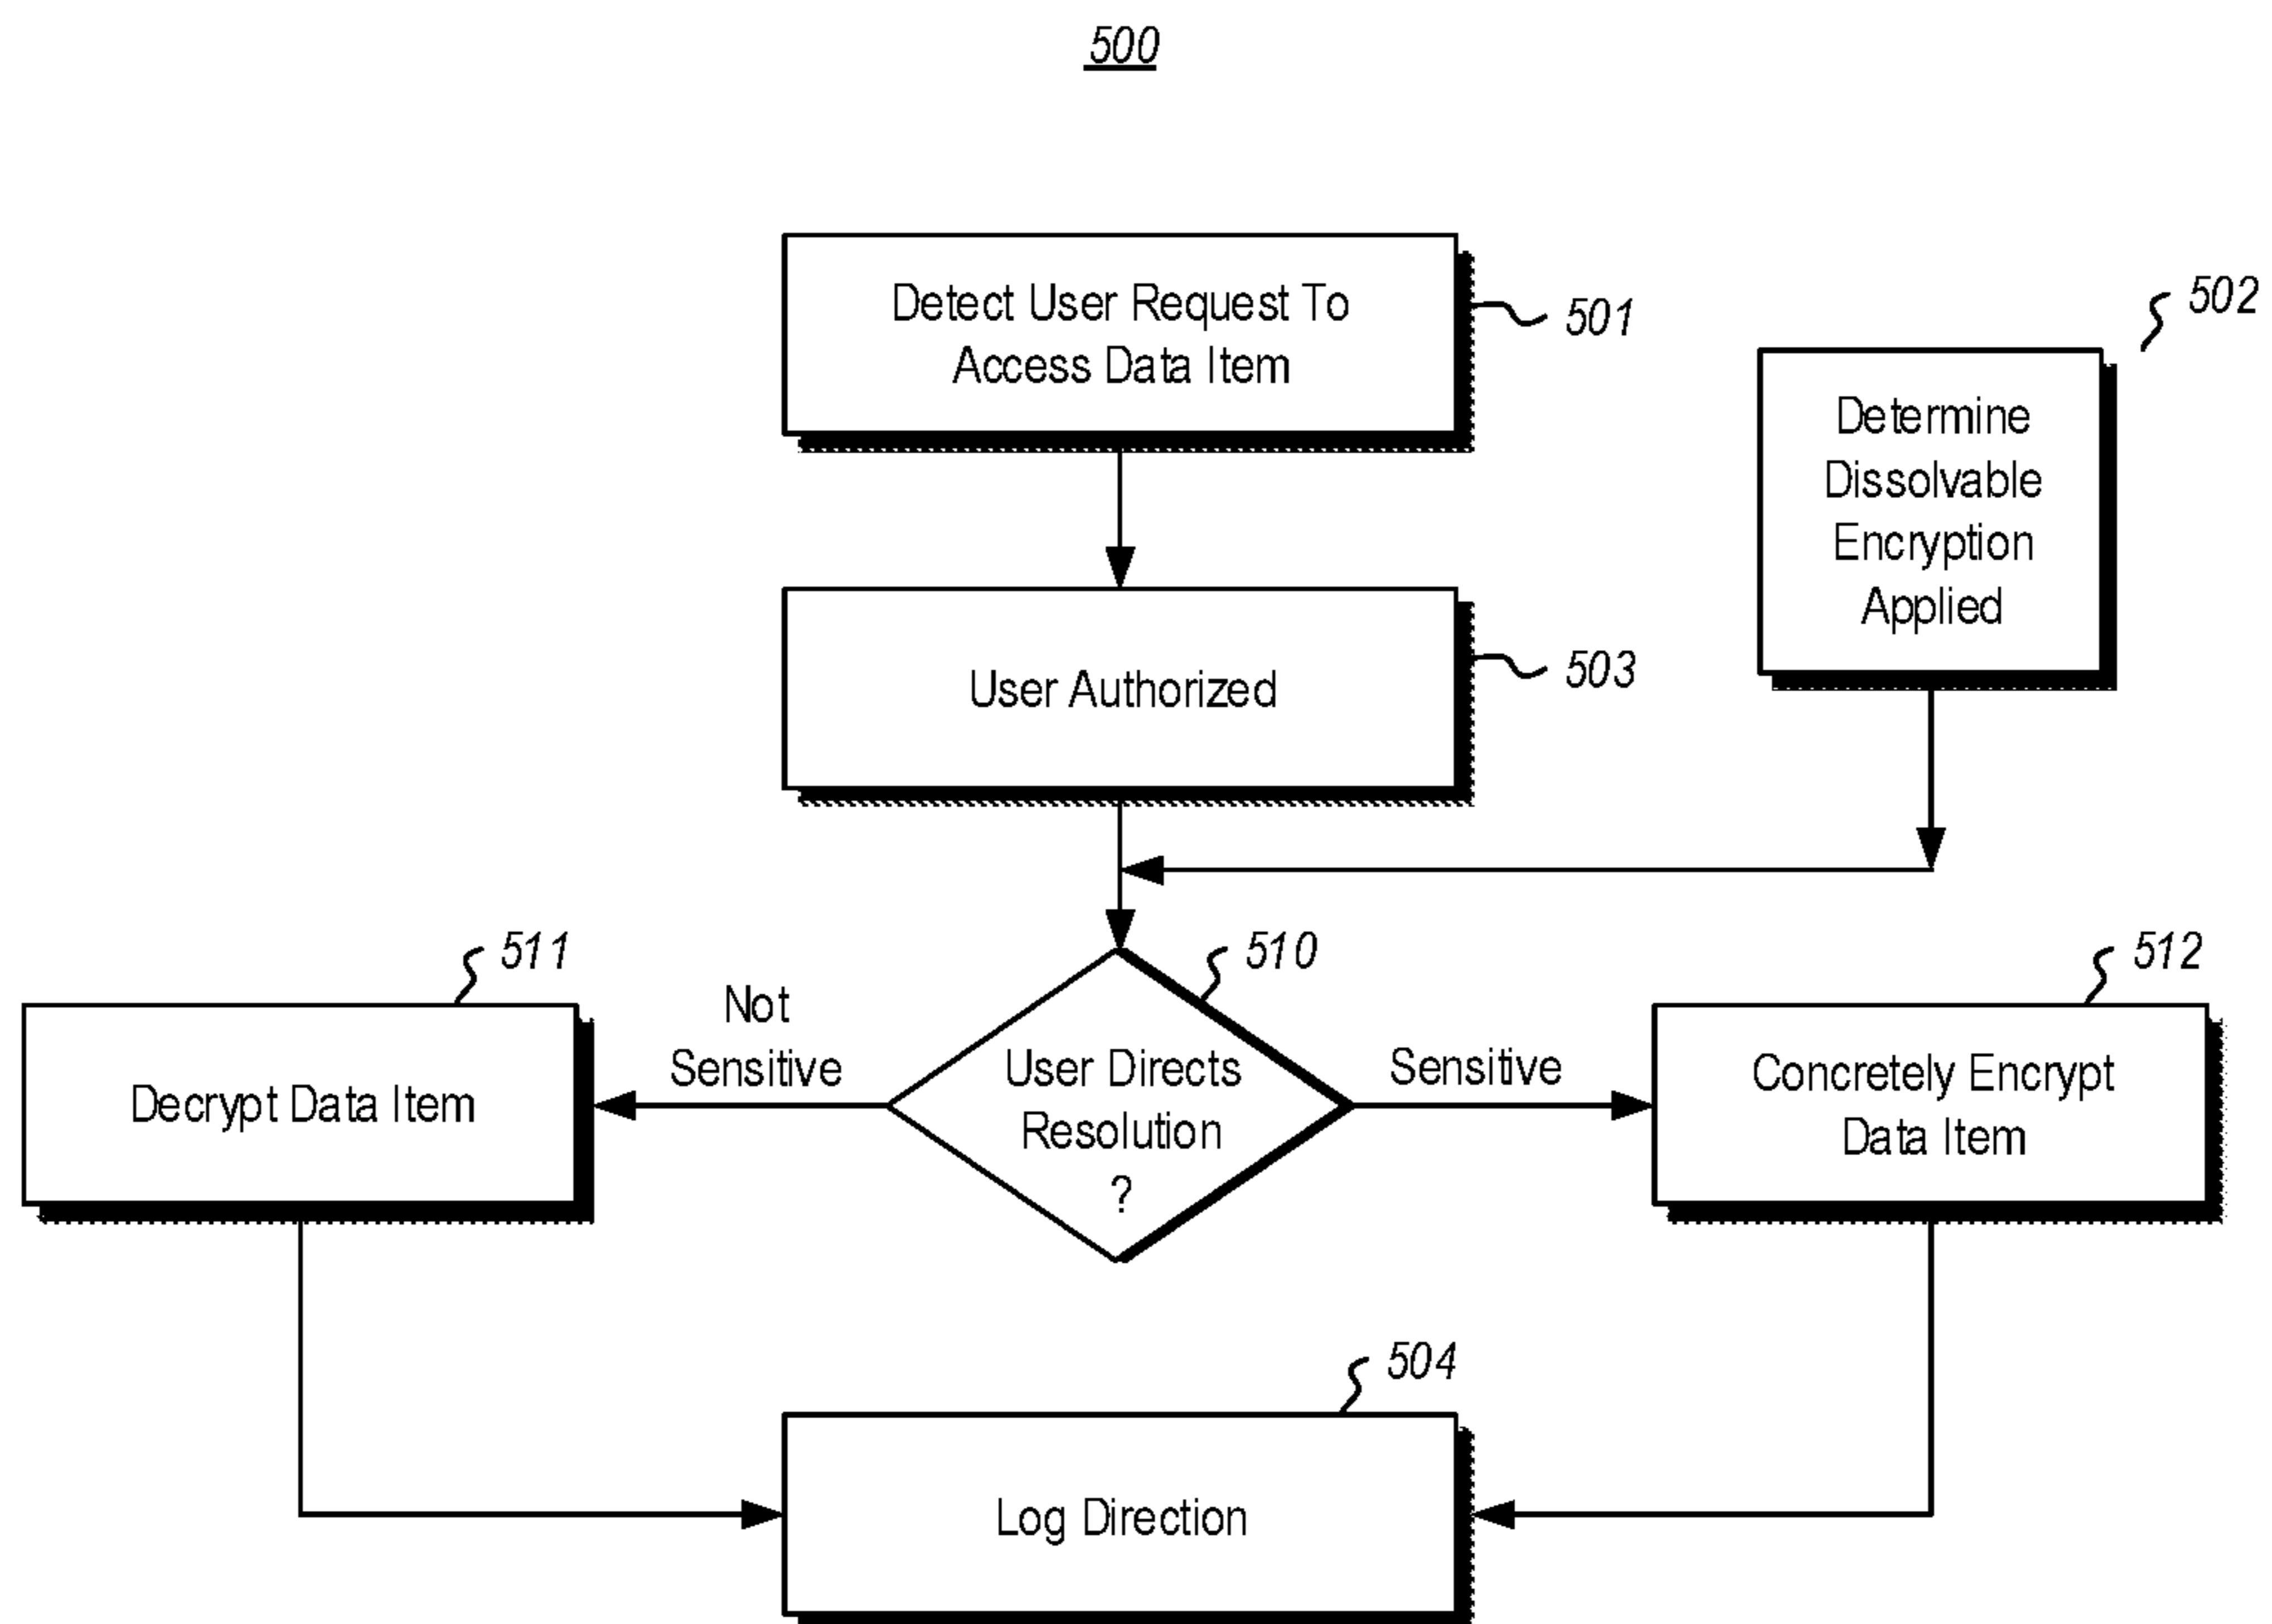 500
Detect User Request To
Access Data Item
501
502
Determine
Dissolvable
Encryption
Applied
User Authorized
503
511
510
512
Not
Sensitive
Decrypt Data Item
User Directs
Resolution
?
Sensitive
Concretely Encrypt
Data Item
504
Log Direction